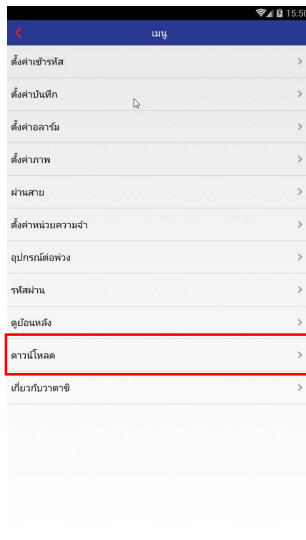 15:50
เมนู
ตั้งค่าเข้ารหัส
ตั้งค่าบันทึก
ตั้งค่าอลาร์ม
ตั้งค่าภาพ
ผ่านสาย
ตั้งค่าหน่วยความจำ
อุปกรณ์ต่อพ่วง
รหัสผ่าน
ดูย้อนหลัง
ดาวน์โหลด
เกี่ยวกับวาตาชิ